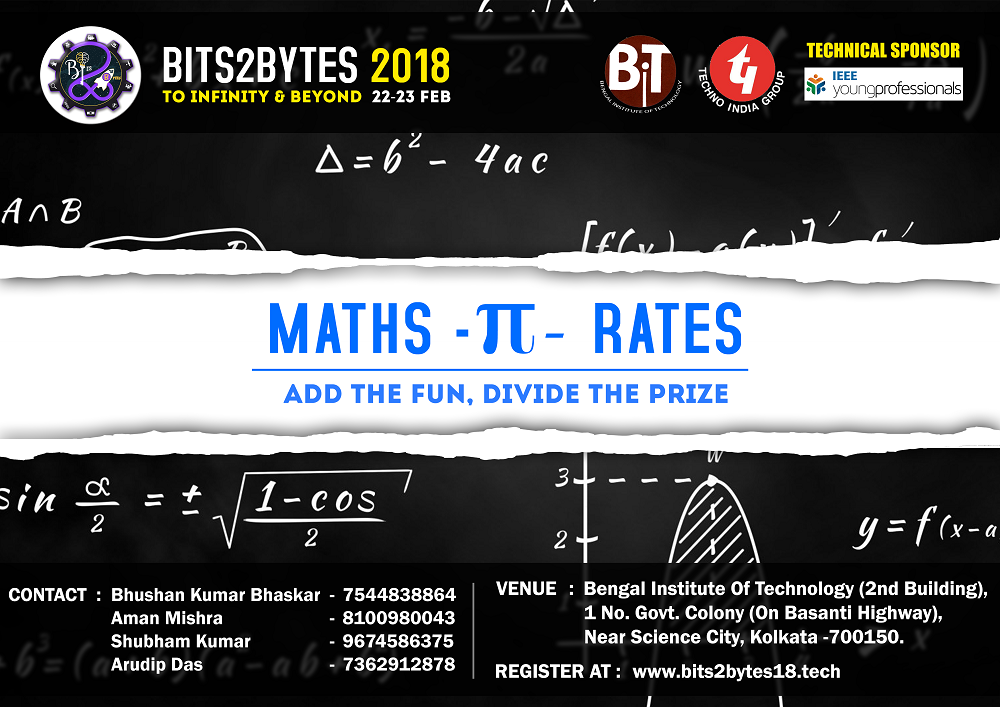 BITS2BYTES 2018
TO INFINITY & BEYOND 22-23 FEB
BiT
BENGAL INSTITUTE OF TECHNOLOGY
TECHNO INDIA GROUP
TECHNICAL SPONSOR
IEEE
youngprofessionals
Δ = b² - 4ac
A ∩ B
B
MATHS -π- RATES
ADD THE FUN, DIVIDE THE PRIZE
sin α/2 = ± √(1-cos/2
3
2
y = f(x-a
CONTACT : Bhushan Kumar Bhaskar - 7544838864
Aman Mishra - 8100980043
Shubham Kumar - 9674586375
Arudip Das - 7362912878
VENUE : Bengal Institute Of Technology (2nd Building),
1 No. Govt. Colony (On Basanti Highway),
Near Science City, Kolkata -700150.
REGISTER AT : www.bits2bytes18.tech